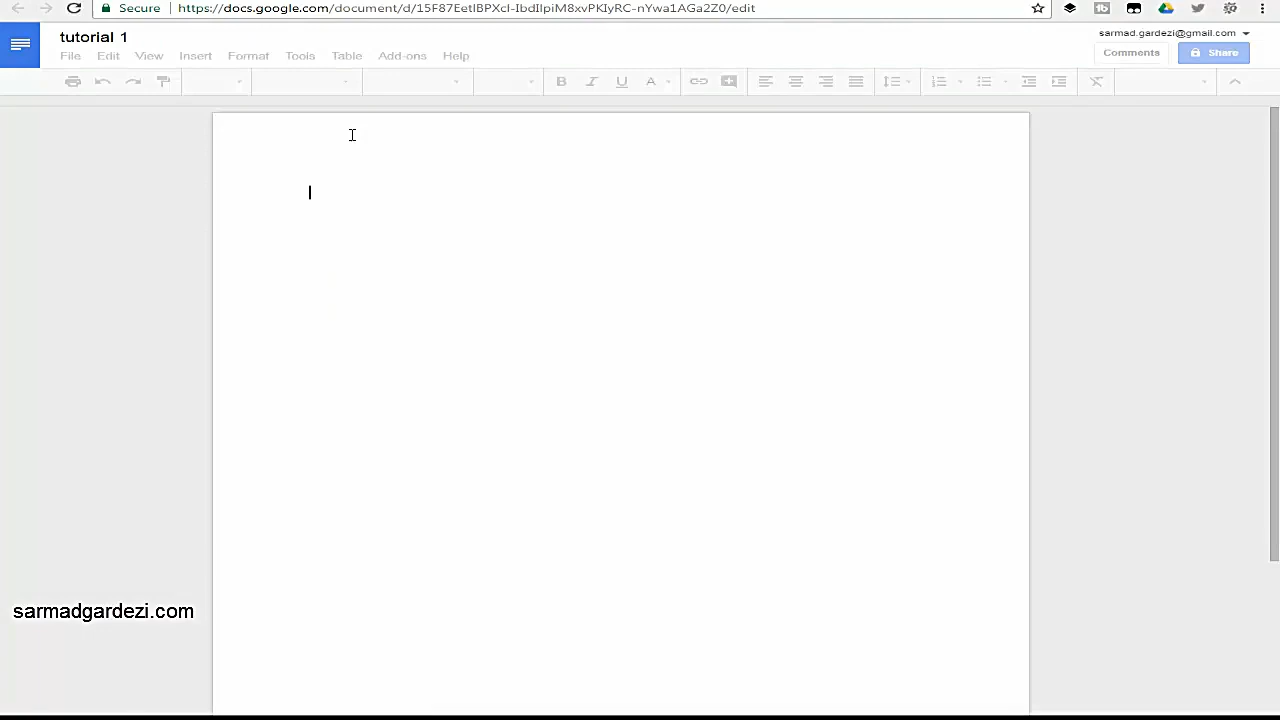 Secure https://docs.google.com/document/d/15F87EetIBPXcI-IbdIlpiM8xvPKIyRC-nYwa1AGa2Z0/edit
tutorial 1
sarmad.gardezi@gmail.com
File Edit View Insert Format Tools Table Add-ons Help
Comments Share
B I U A
sarmadgardezi.com